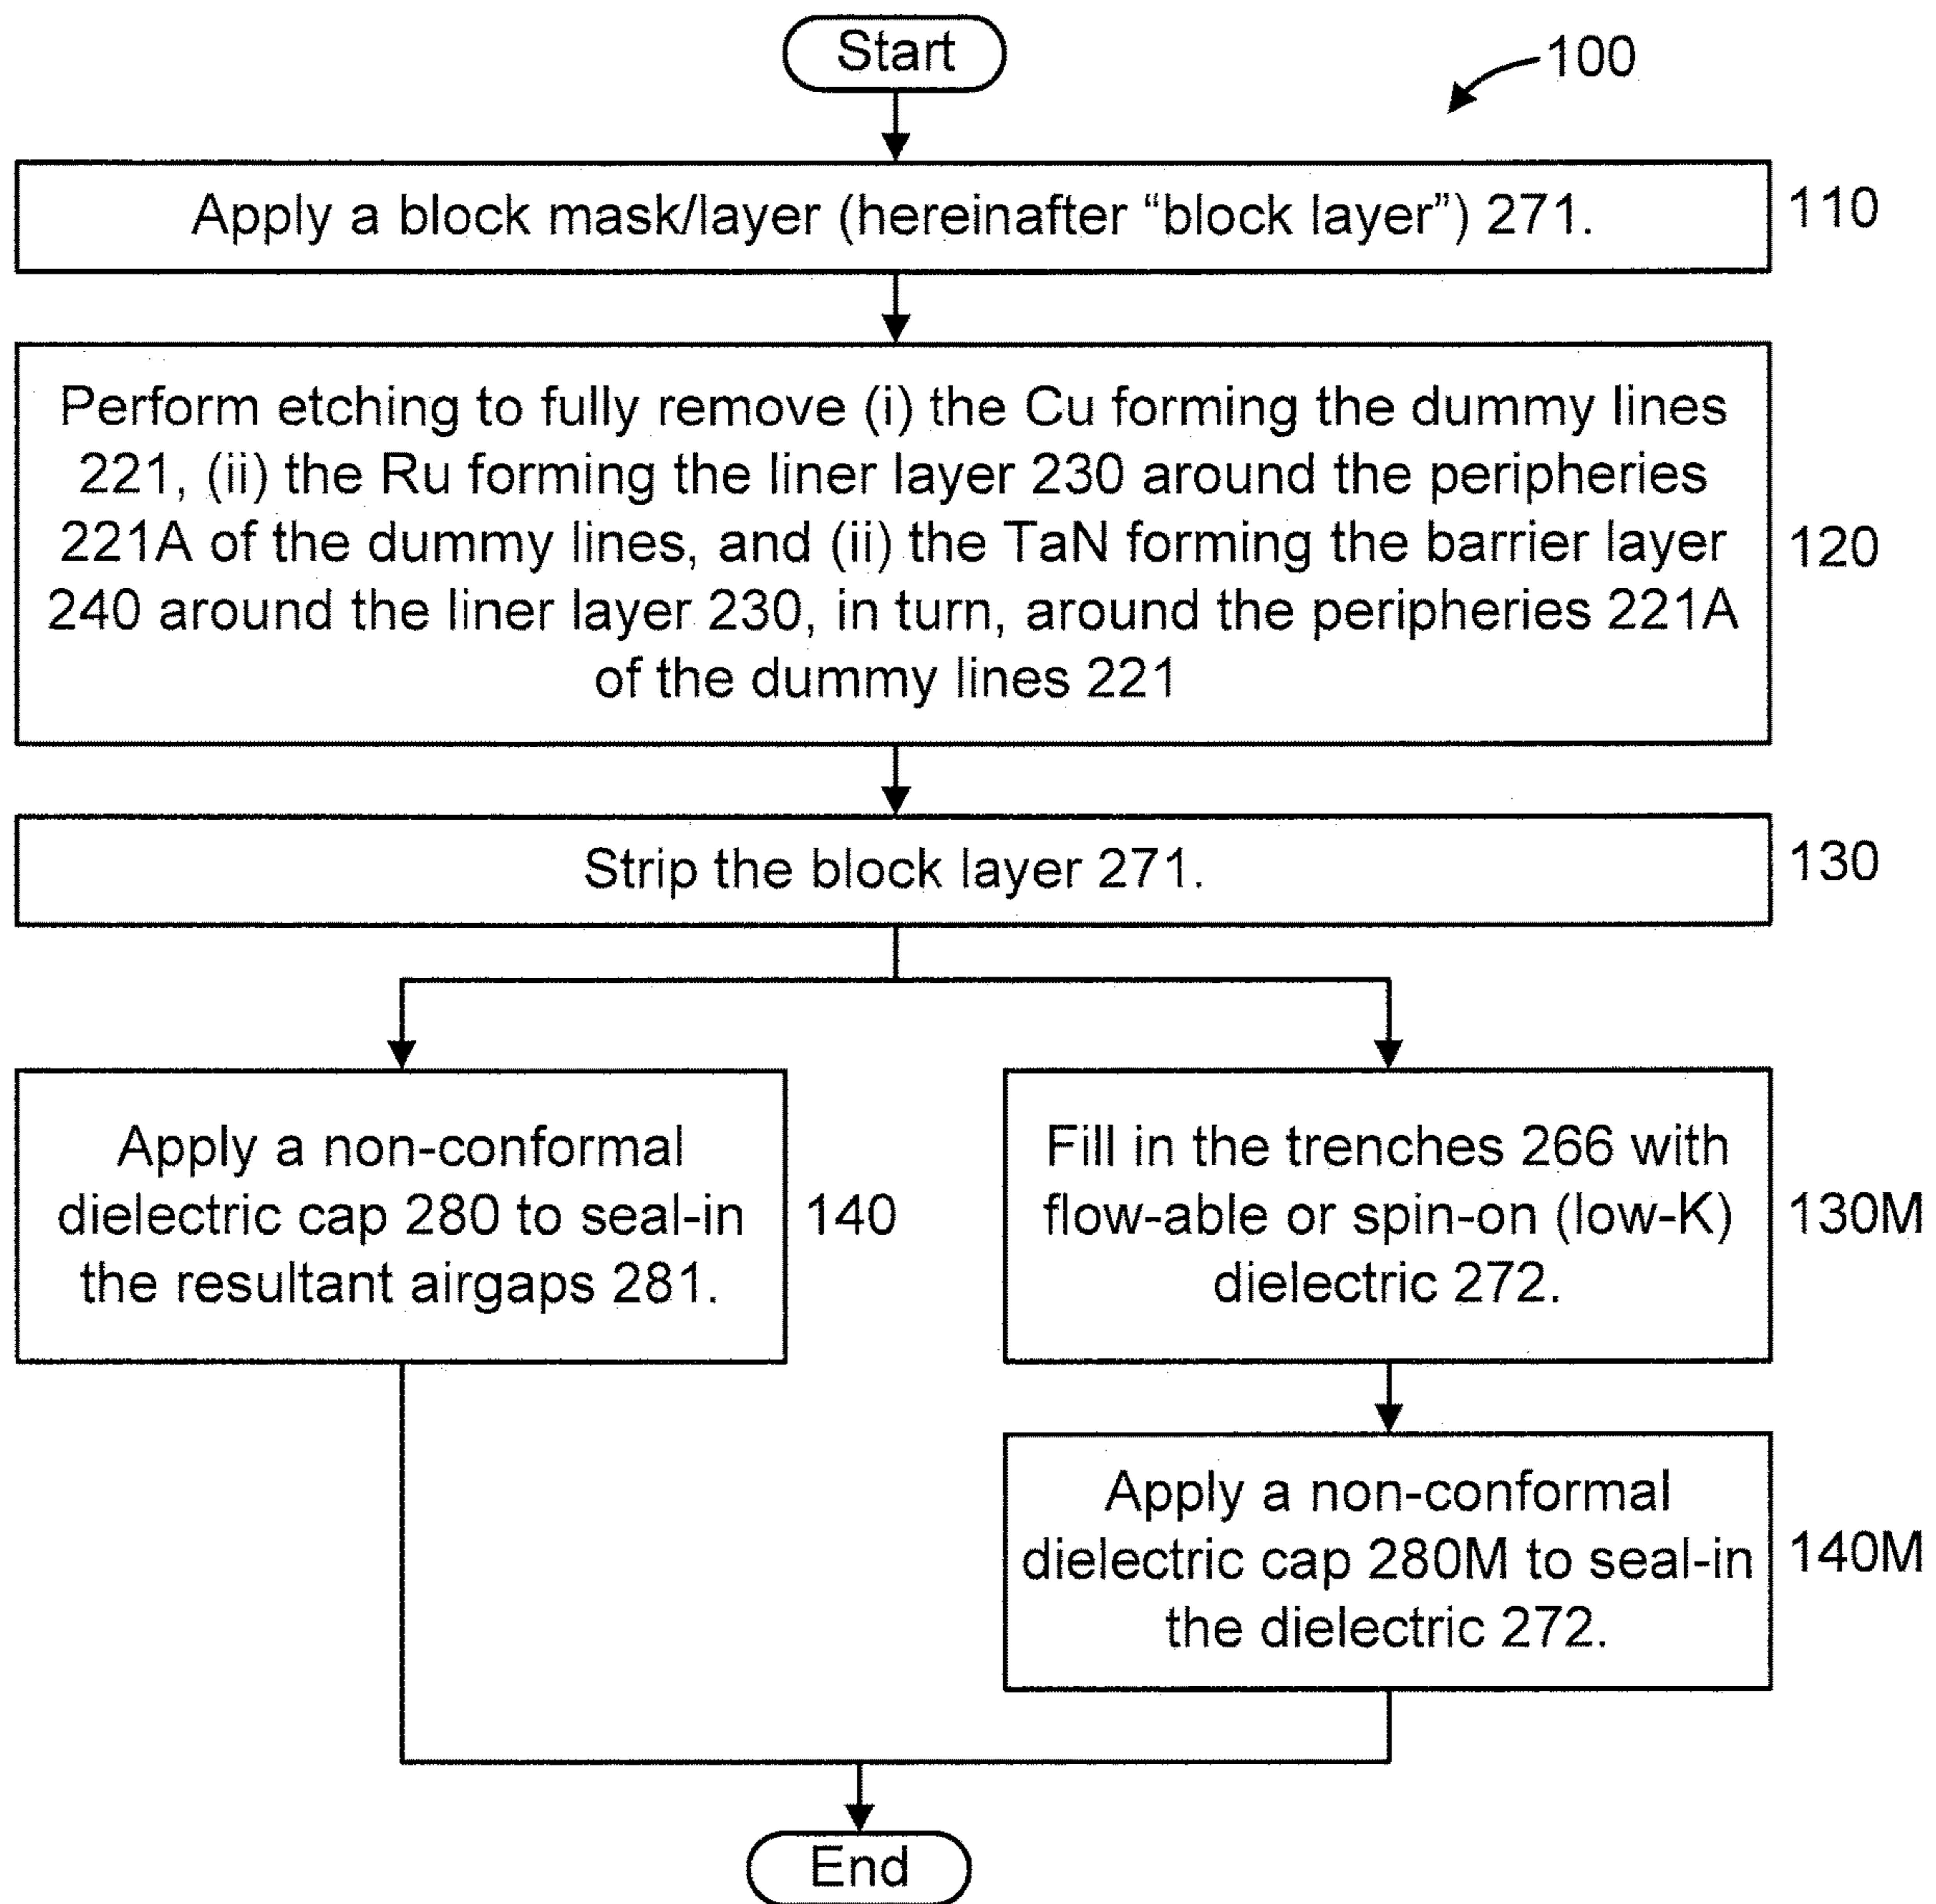 Start
100
Apply a block mask/layer (hereinafter “block layer”) 271.
110
Perform etching to fully remove (i) the Cu forming the dummy lines
221, (ii) the Ru forming the liner layer 230 around the peripheries
221A of the dummy lines, and (ii) the TaN forming the barrier layer
240 around the liner layer 230, in turn, around the peripheries 221A
of the dummy lines 221
120
Strip the block layer 271.
130
Apply a non-conformal
dielectric cap 280 to seal-in
the resultant airgaps 281.
140
Fill in the trenches 266 with
flow-able or spin-on (low-K)
dielectric 272.
130M
Apply a non-conformal
dielectric cap 280M to seal-in
the dielectric 272.
140M
End